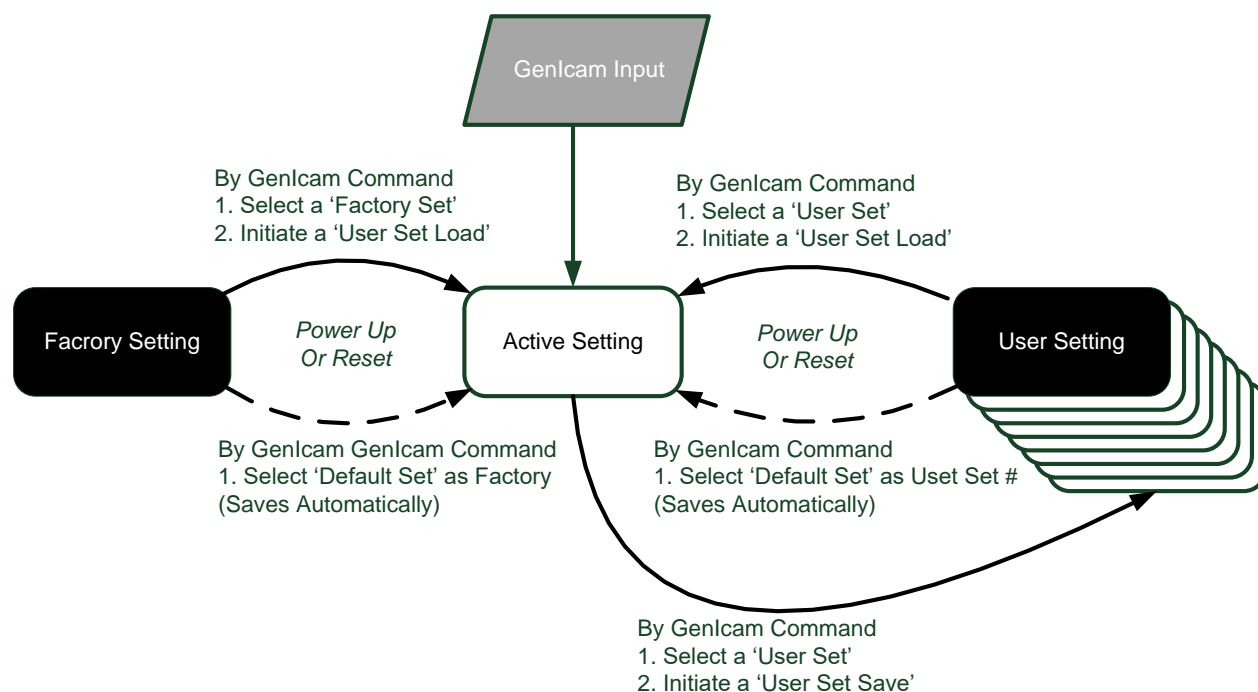 GenIcam Input
By GenIcam Command
1. Select a ‘Factory Set’
2. Initiate a ‘User Set Load’
By GenIcam Command
1. Select a ‘User Set’
2. Initiate a ‘User Set Load’
Facrory Setting
Power Up
Or Reset
Active Setting
Power Up
Or Reset
User Setting
By GenIcam GenIcam Command
1. Select ‘Default Set’ as Factory
(Saves Automatically)
By GenIcam Command
1. Select ‘Default Set’ as Uset Set #
(Saves Automatically)
By GenIcam Command
1. Select a ‘User Set’
2. Initiate a ‘User Set Save’